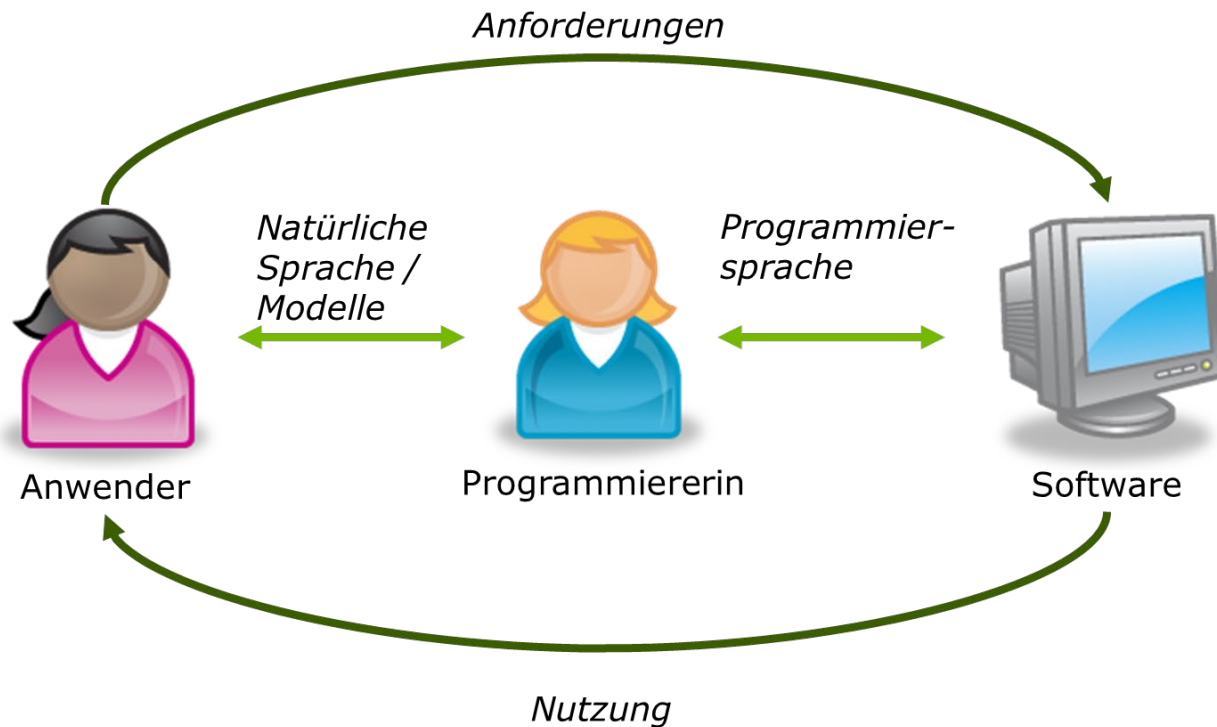 Anforderungen
Natürliche
Sprache /
Modelle
Programmier-
sprache
Anwender
Programmiererin
Software
Nutzung